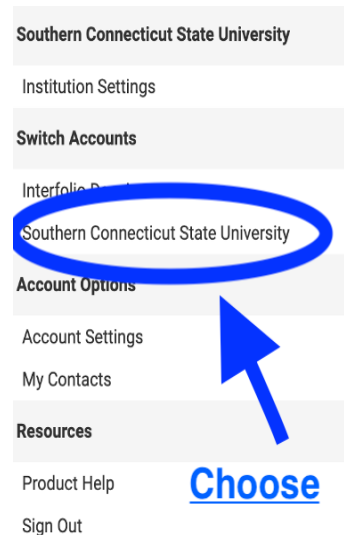 Southern Connecticut State University
Institution Settings
Switch Accounts
Interfolio
Southern Connecticut State University
Account Options
Account Settings
My Contacts
Resources
Product Help
Choose
Sign Out